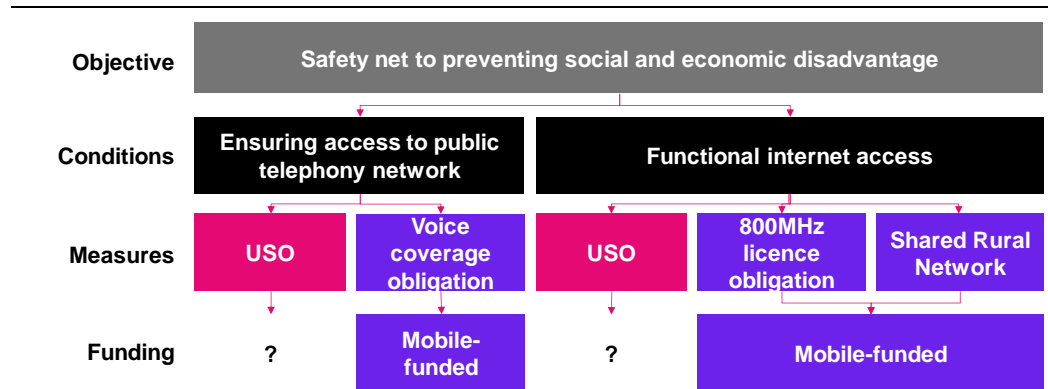 Objective
Safety net to preventing social and economic disadvantage
Conditions
Ensuring access to public
telephony network
Functional internet access
Measures
USO
Voice
coverage
obligation
USO
800MHz
licence
obligation
Shared Rural
Network
Funding
?
Mobile-
funded
?
Mobile-funded